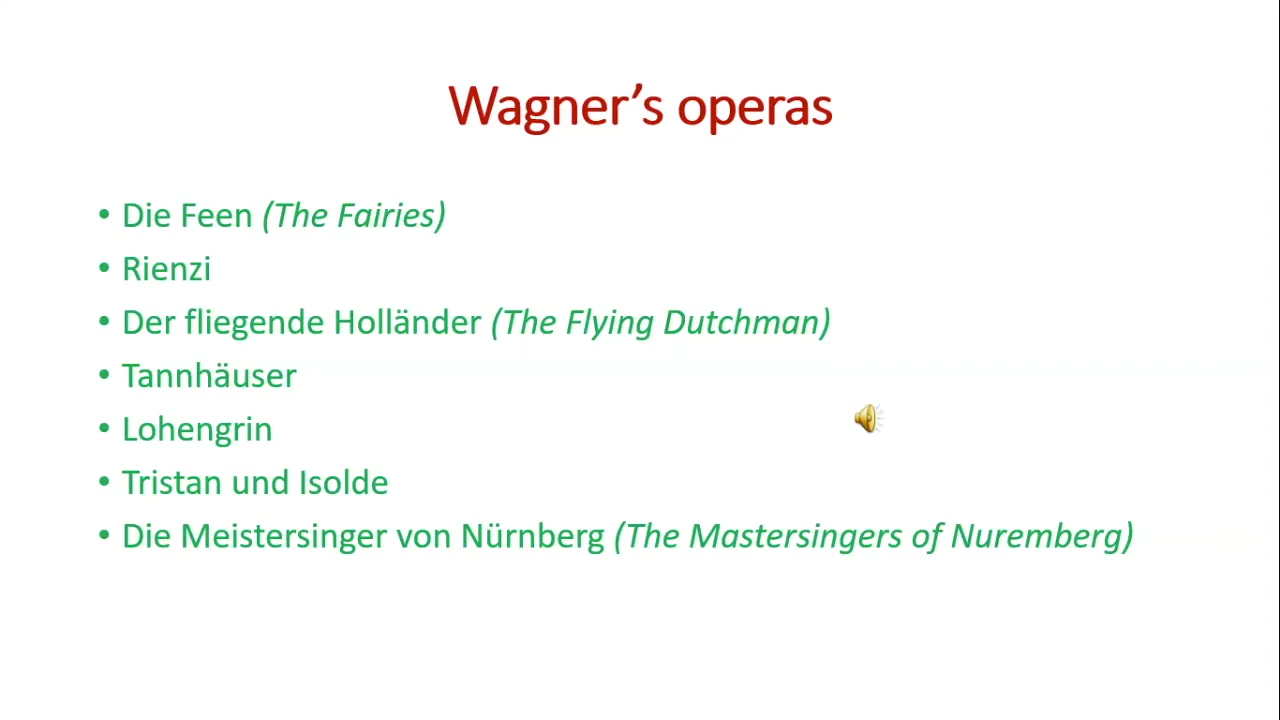 Wagner’s operas
• Die Feen (The Fairies)
• Rienzi
• Der fliegende Holländer (The Flying Dutchman)
• Tannhäuser
• Lohengrin
• Tristan und Isolde
• Die Meistersinger von Nürnberg (The Mastersingers of Nuremberg)